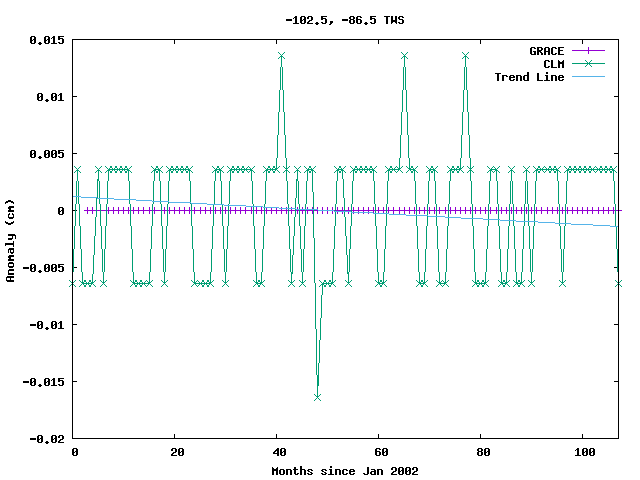 -102.5, -86.5 TWS
0.015
0.01
0.005
0
-0.005
-0.01
-0.015
-0.02
GRACE
CLM
Trend Line
Anomaly (cm)
0 20 40 60 80 100
Months since Jan 2002